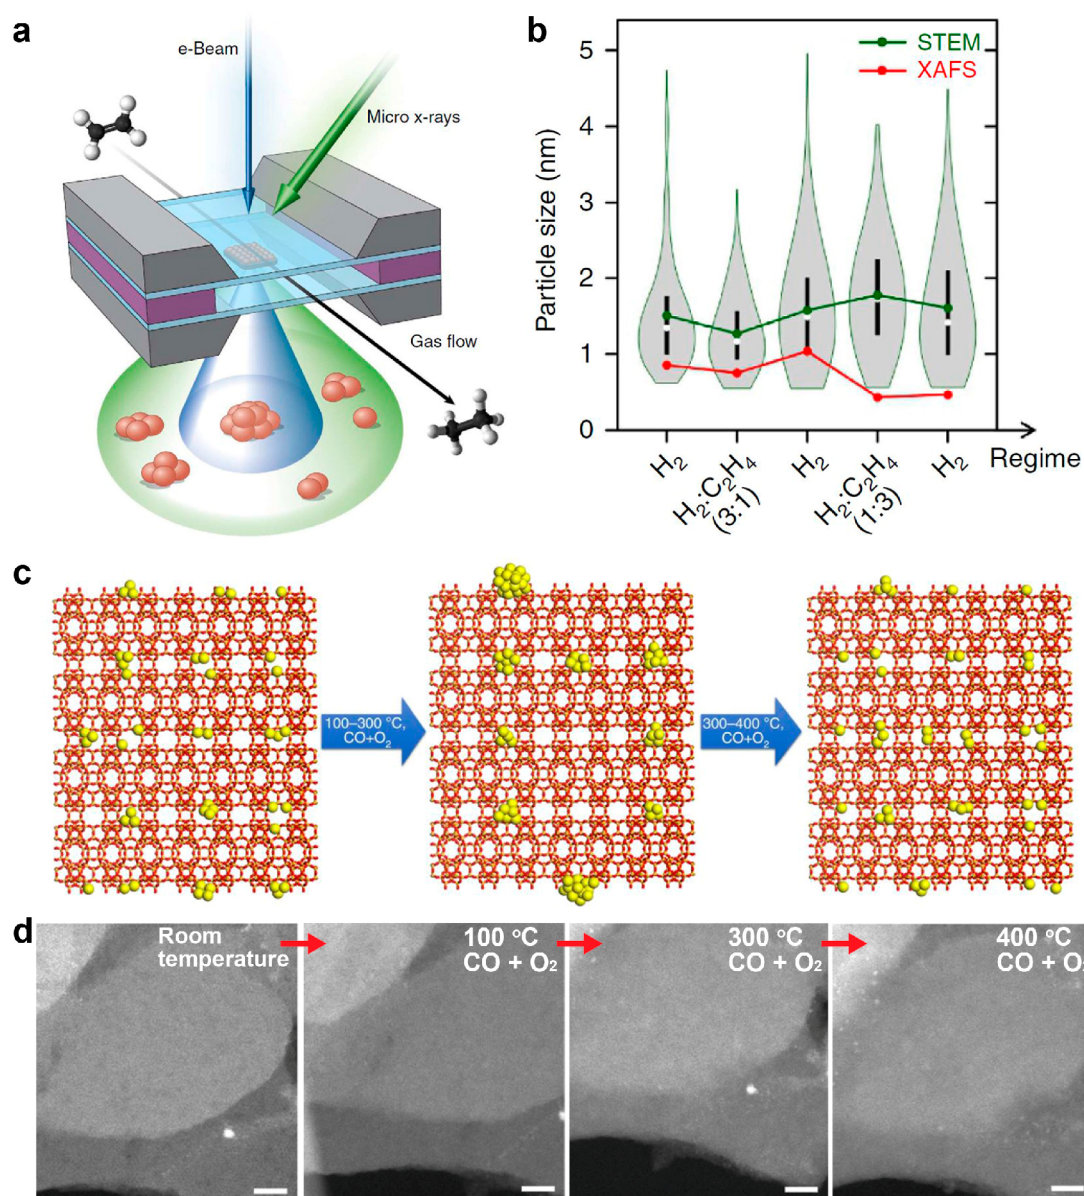 a
e-Beam
Micro x-rays
Gas flow
b
STEM
XAFS
Particle size (nm)
5
4
3
2
1
0
H₂
H₂:C₂H₄
(3:1)
H₂
H₂:C₂H₄
(1:3)
H₂
Regime
c
100–300 °C,
CO+O₂
300–400 °C,
CO+O₂
d
Room
temperature
100 °C
CO + O₂
300 °C
CO + O₂
400 °C
CO + O₂